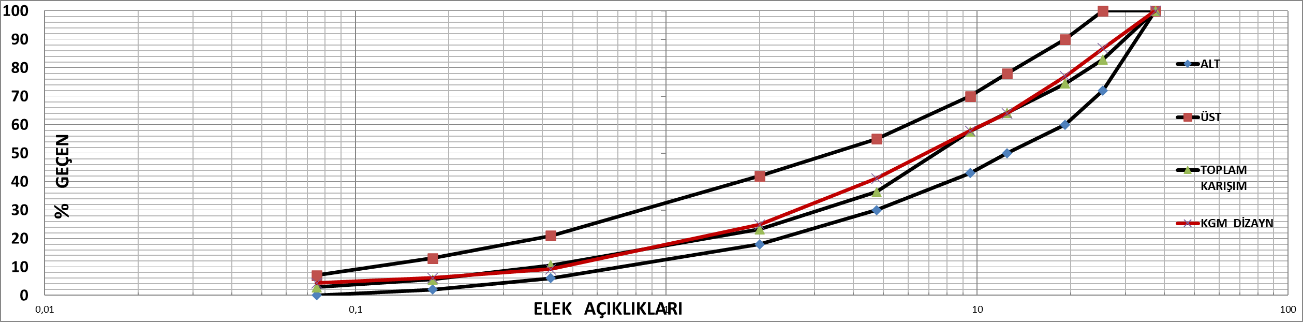 100
90
80
70
60
50
40
30
20
10
0
% GEÇEN
0,01
0,1
1
10
100
ELEK AÇIKLIKLARI
ALT
ÜST
TOPLAM
KARIŞIM
KGM DİZAYN